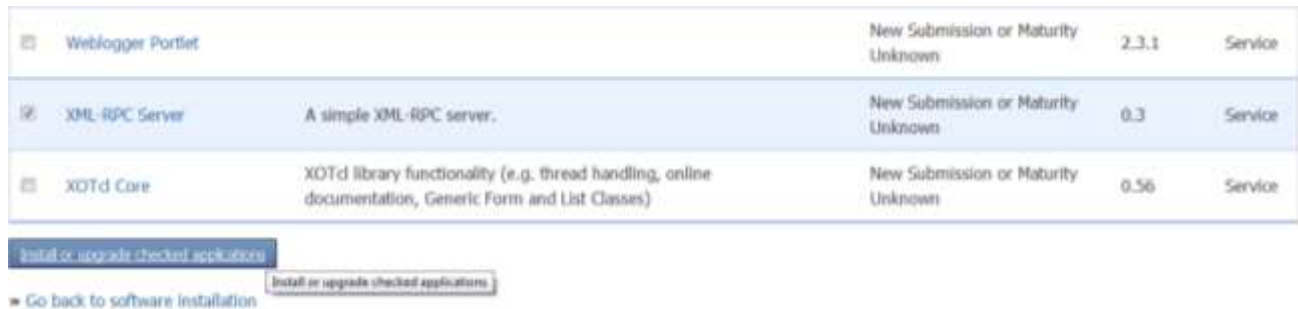 Weblogger Portlet
New Submission or Maturity
Unknown
2.3.1
Service
XML-RPC Server
A simple XML-RPC server.
New Submission or Maturity
Unknown
0.3
Service
XOTcl Core
XOTcl library functionality (e.g. thread handling, online
documentation, Generic Form and List Classes)
New Submission or Maturity
Unknown
0.56
Service
Install or upgrade checked applications
Install or upgrade checked applications
» Go back to software installation